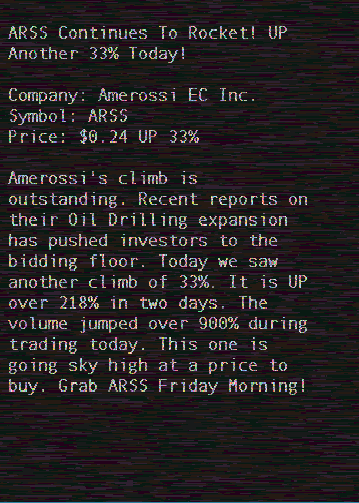 ARSS Continues To Rocket! UP
Another 33% Today!
Company: Amerossi EC Inc.
Symbol: ARSS
Price: $0.24 UP 33%
Amerossi's climb is
outstanding. Recent reports on
their Oil Drilling expansion
has pushed investors to the
bidding floor. Today we saw
another climb of 33%. It is UP
over 218% in two days. The
volume jumped over 900% during
trading today. This one is
going sky high at a price to
buy. Grab ARSS Friday Morning!